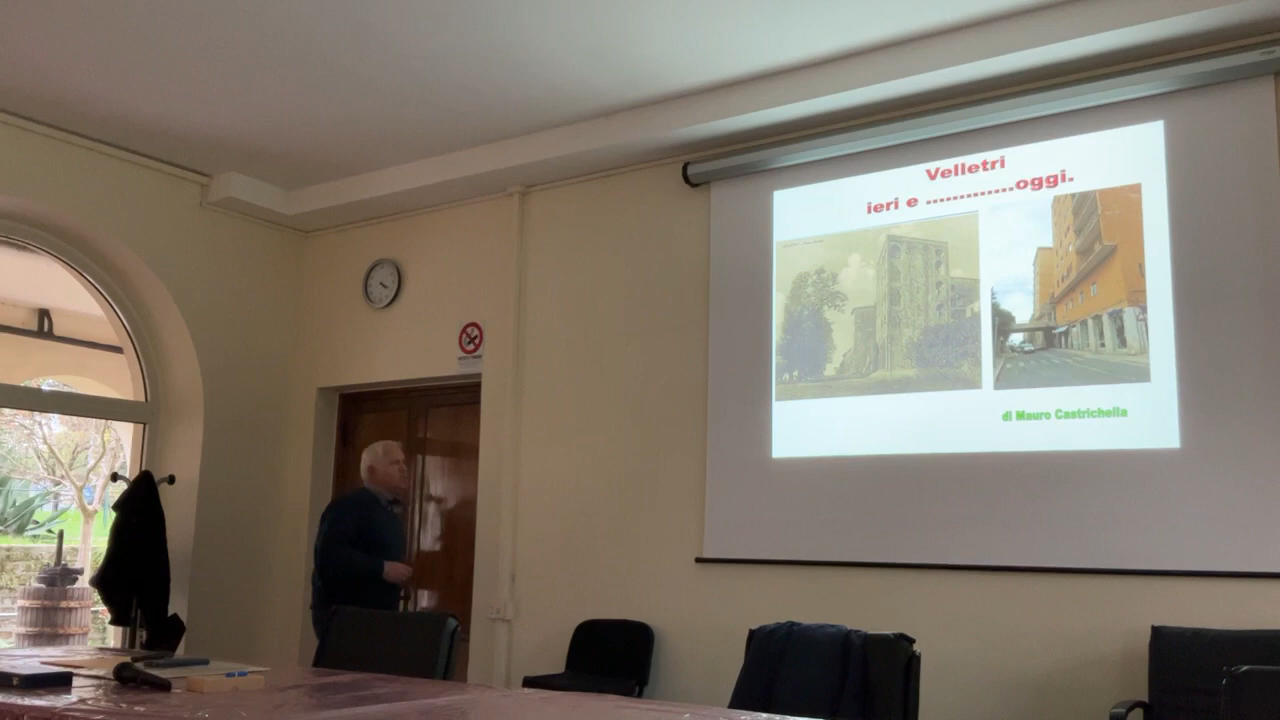 Velletri
ieri e .............oggi.
di Mauro Castrichella